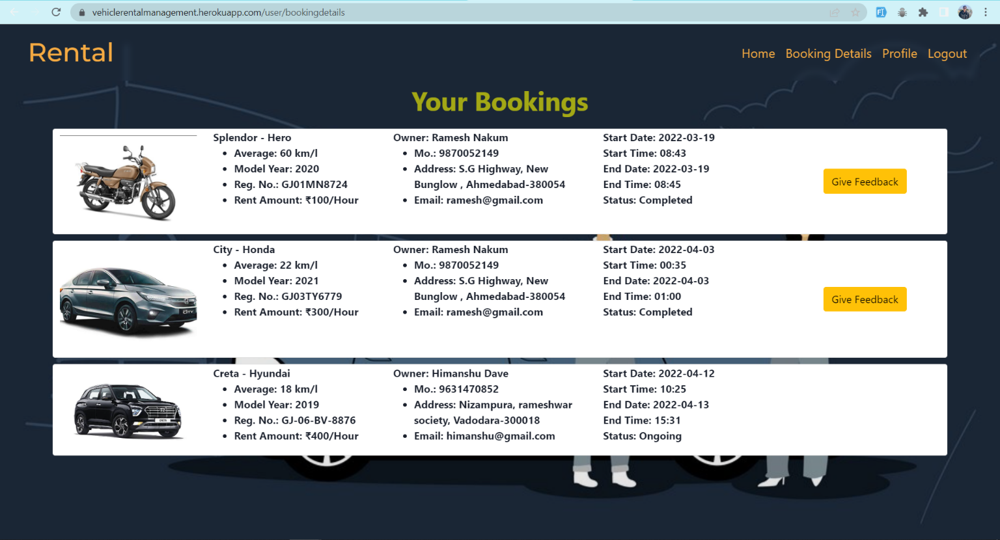 vehiclerentalmanagement.herokuapp.com/user/bookingdetails
Rental
Home Booking Details Profile Logout
Your Bookings
Splendor - Hero
Average: 60 km/l
Model Year: 2020
Reg. No.: GJ01MN8724
Rent Amount: ₹100/Hour
Owner: Ramesh Nakum
Mo.: 9870052149
Address: S.G Highway, New
Bunglow , Ahmedabad-380054
Email: ramesh@gmail.com
Start Date: 2022-03-19
Start Time: 08:43
End Date: 2022-03-19
End Time: 08:45
Status: Completed
Give Feedback
City - Honda
Average: 22 km/l
Model Year: 2021
Reg. No.: GJ03TY6779
Rent Amount: ₹300/Hour
Owner: Ramesh Nakum
Mo.: 9870052149
Address: S.G Highway, New
Bunglow , Ahmedabad-380054
Email: ramesh@gmail.com
Start Date: 2022-04-03
Start Time: 00:35
End Date: 2022-04-03
End Time: 01:00
Status: Completed
Give Feedback
Creta - Hyundai
Average: 18 km/l
Model Year: 2019
Reg. No.: GJ-06-BV-8876
Rent Amount: ₹400/Hour
Owner: Himanshu Dave
Mo.: 9631470852
Address: Nizampura, rameshwar
society, Vadodara-300018
Email: himanshu@gmail.com
Start Date: 2022-04-12
Start Time: 10:25
End Date: 2022-04-13
End Time: 15:31
Status: Ongoing